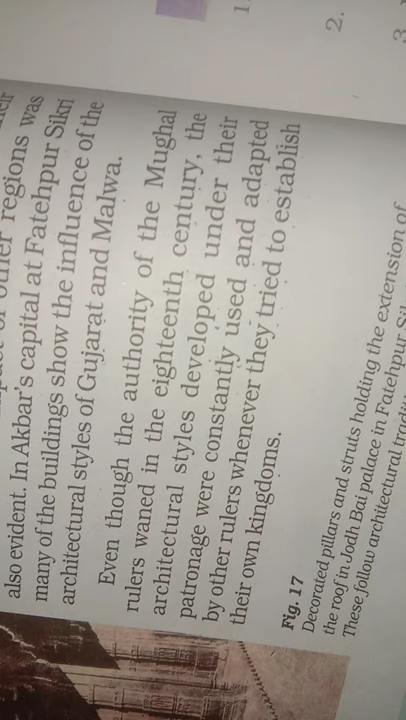 other regions was
also evident. In Akbar's capital at Fatehpur Sikri
many of the buildings show the influence of the
architectural styles of Gujarat and Malwa.
Even though the authority of the Mughal
rulers waned in the eighteenth century, the
architectural styles developed under their
patronage were constantly used and adapted
by other rulers whenever they tried to establish
their own kingdoms.
Fig. 17
Decorated pillars and struts holding the extension of
the roof in Jodh Bai palace in Fatehpur
These follow architectural
1.
2.
3